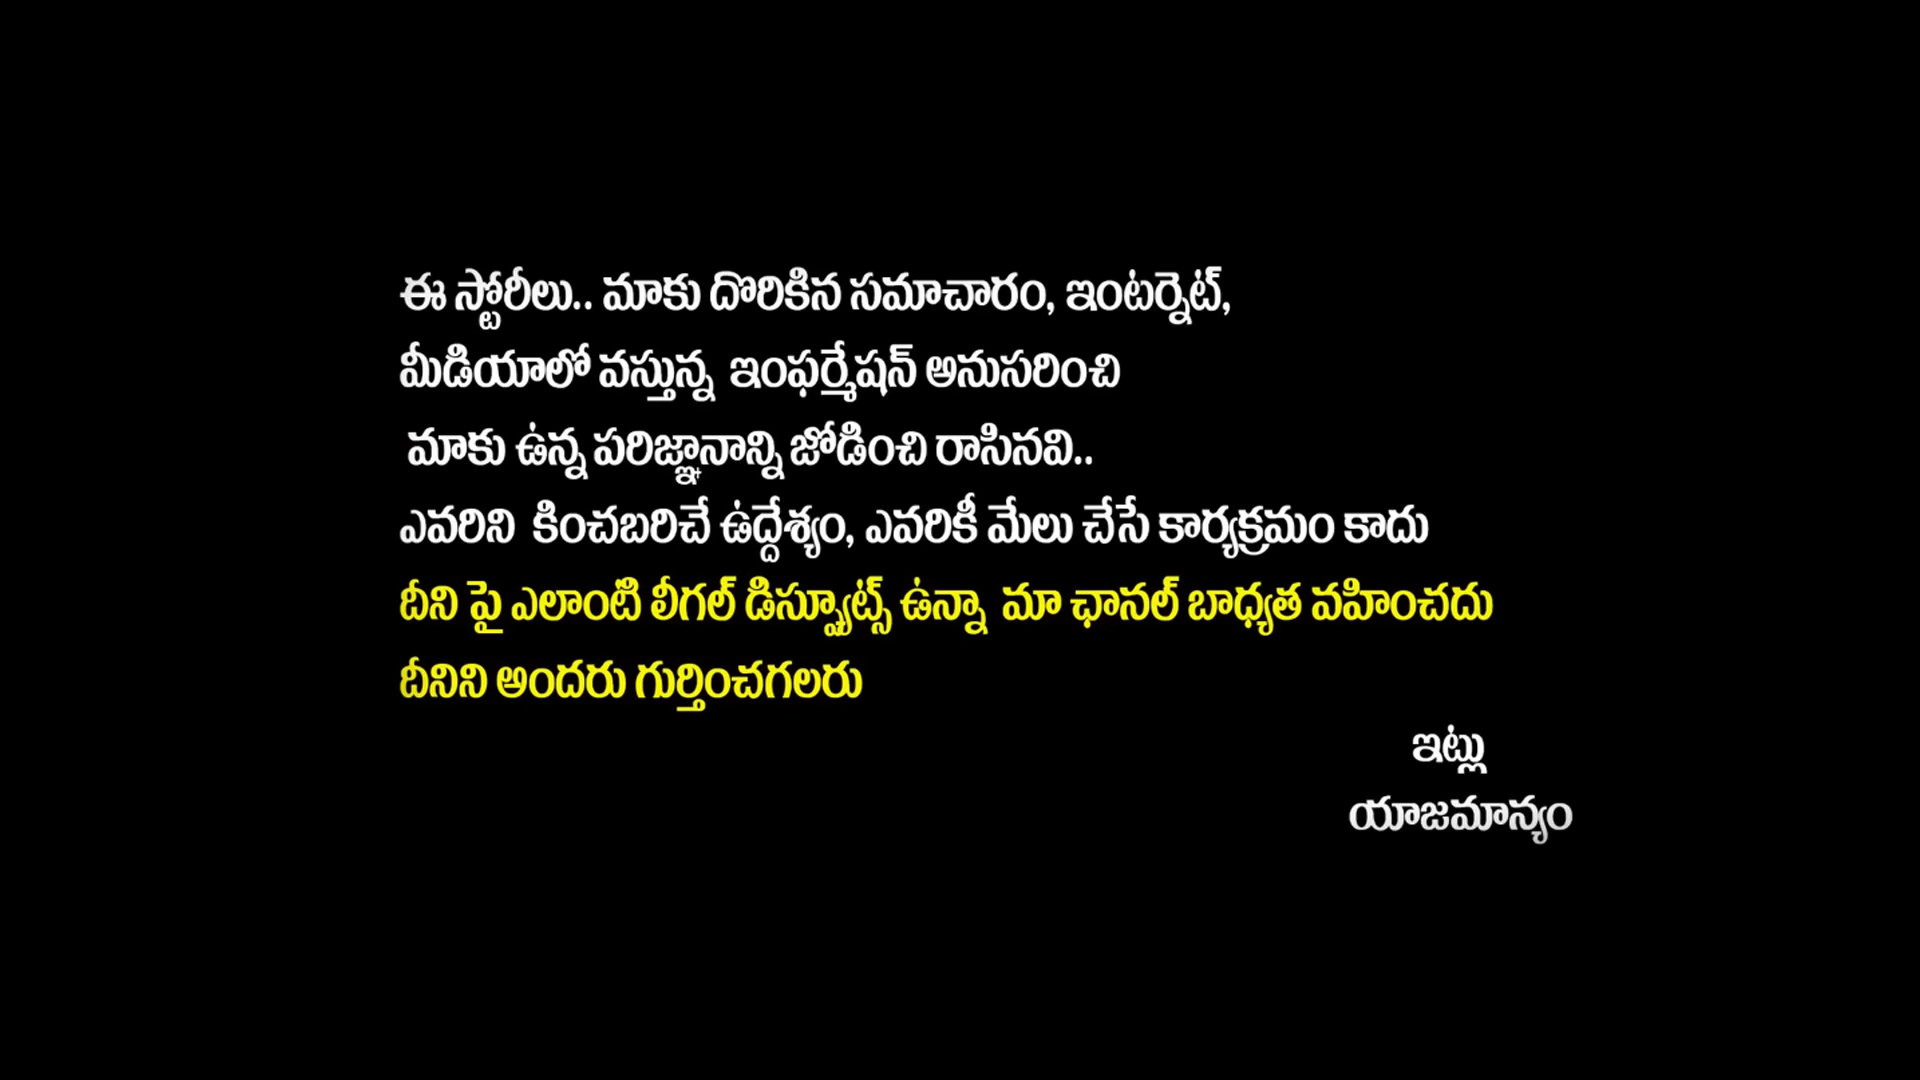 ఈ స్టోరీలు.. మాకు దొరికిన సమాచారం, ఇంటర్నెట్,
మీడియాలో వస్తున్న ఇంఫర్మేషన్ అనుసరించి
మాకు ఉన్న పరిజ్ఞానాన్ని జోడించి రాసినవి..
ఎవరిని కించబరిచే ఉద్దేశ్యం, ఎవరికీ మేలు చేసే కార్యక్రమం కాదు
దీని పై ఎలాంటి లీగల్ డిస్ప్యూట్స్ ఉన్నా మా ఛానల్ బాధ్యత వహించదు
దీనిని అందరు గుర్తించగలరు
ఇట్లు
యాజమాన్యం